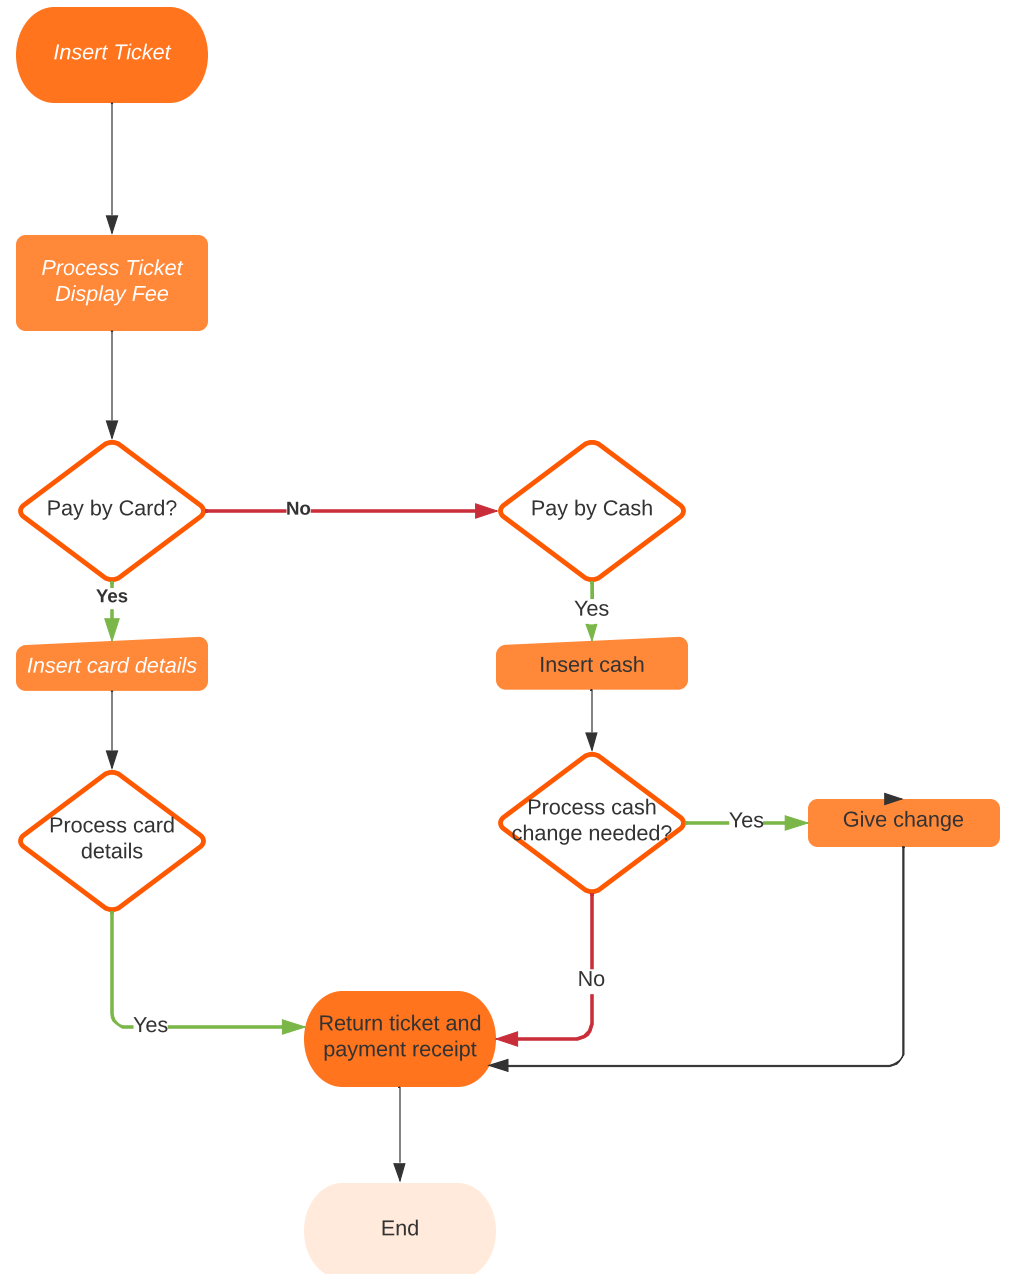 Insert Ticket
Process Ticket
Display Fee
Pay by Card?
No
Pay by Cash
Yes
Yes
Insert card details
Insert cash
Process card
details
Process cash
change needed?
Yes
Give change
No
Yes
Return ticket and
payment receipt
End